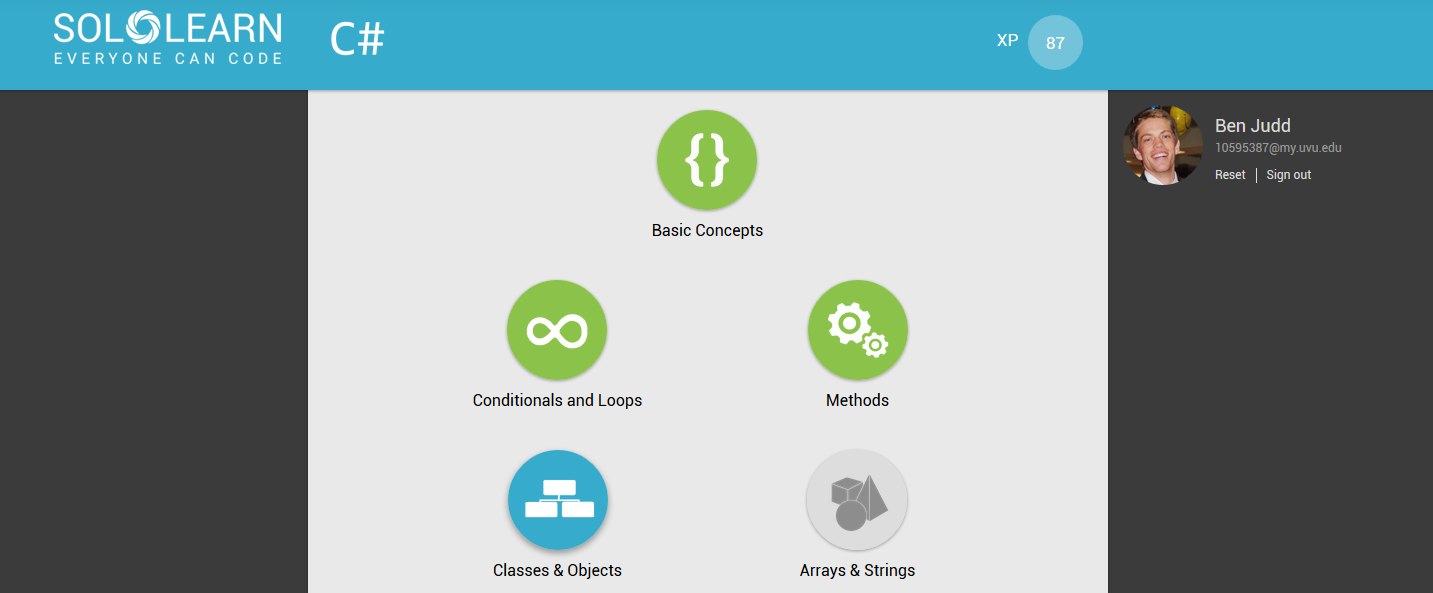 SOLOLEARN
EVERYONE CAN CODE
C#
XP 87
Ben Judd
10595387@my.uvu.edu
Reset | Sign out
{}
Basic Concepts
Conditionals and Loops
Methods
Classes & Objects
Arrays & Strings